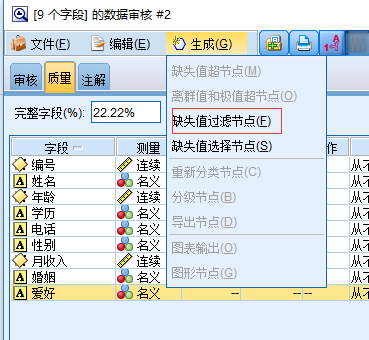 [9 个字段] 的数据审核 #2
文件(F) 编辑(E) 生成(G)
审核 质量 注解
缺失值超节点(M)
离群值和极值超节点(O)
缺失值过滤节点(F)
缺失值选择节点(S)
重新分类节点(C)
分级节点(B)
导出节点(D)
图表输出(O)
图形节点(G)
完整字段(%): 22.22%
字段 测量 作
编号 连续 从不
A 姓名 名义 从不
年龄 连续 从不
A 学历 名义 从不
A 电话 名义 从不
A 性别 名义 从不
月收入 连续 从不
A 婚姻 名义 从不
A 爱好 名义 -- -- -- 从不